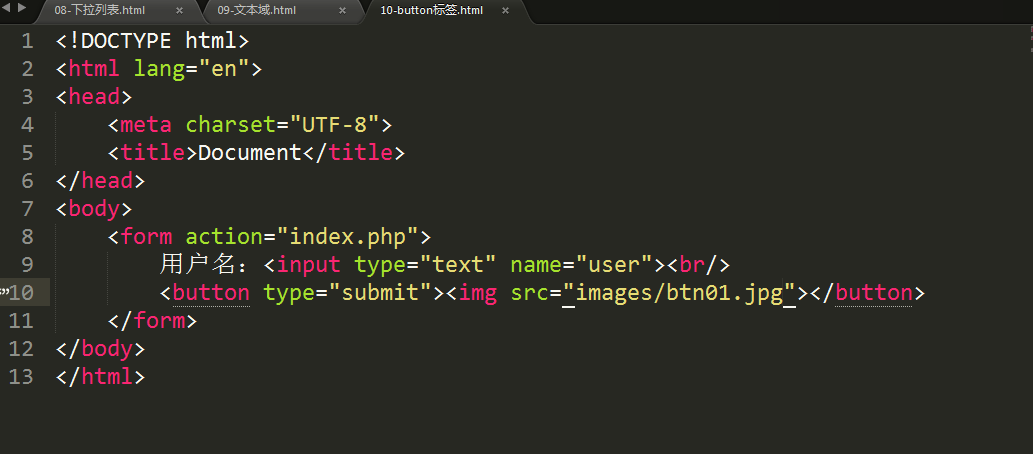 08-下拉列表.html × 09-文本域.html × 10-button标签.html ×
1 <!DOCTYPE html>
2 <html lang="en">
3 <head>
4     <meta charset="UTF-8">
5     <title>Document</title>
6 </head>
7 <body>
8     <form action="index.php">
9         用户名：<input type="text" name="user"><br/>
10         <button type="submit"><img src="images/btn01.jpg"></button>
11     </form>
12 </body>
13 </html>